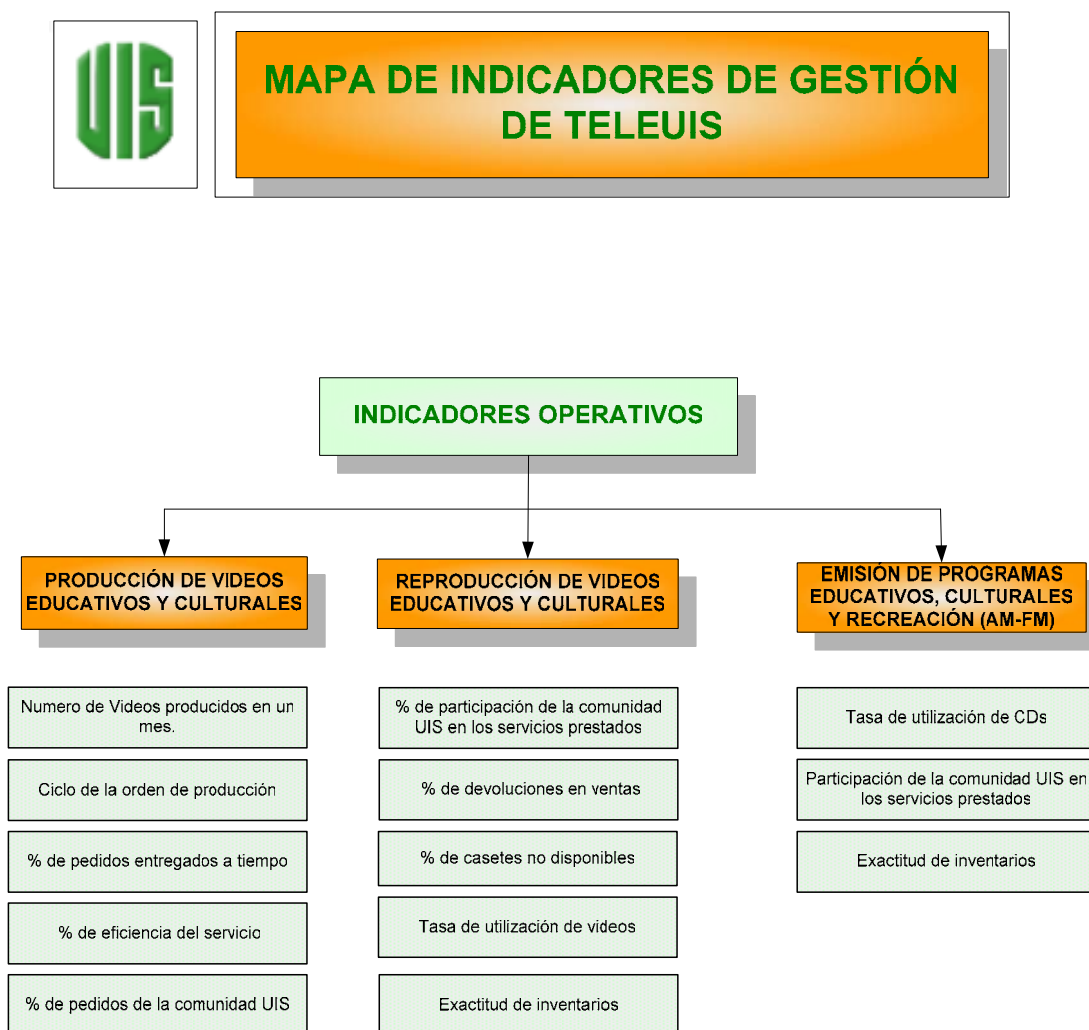 UIS
MAPA DE INDICADORES DE GESTIÓN
DE TELEUIS
INDICADORES OPERATIVOS
PRODUCCIÓN DE VIDEOS
EDUCATIVOS Y CULTURALES
Numero de Videos producidos en un
mes.
Ciclo de la orden de producción
% de pedidos entregados a tiempo
% de eficiencia del servicio
% de pedidos de la comunidad UIS
REPRODUCCIÓN DE VIDEOS
EDUCATIVOS Y CULTURALES
% de participación de la comunidad
UIS en los servicios prestados
% de devoluciones en ventas
% de casetes no disponibles
Tasa de utilización de videos
Exactitud de inventarios
EMISIÓN DE PROGRAMAS
EDUCATIVOS, CULTURALES
Y RECREACIÓN (AM-FM)
Tasa de utilización de CDs
Participación de la comunidad UIS en
los servicios prestados
Exactitud de inventarios